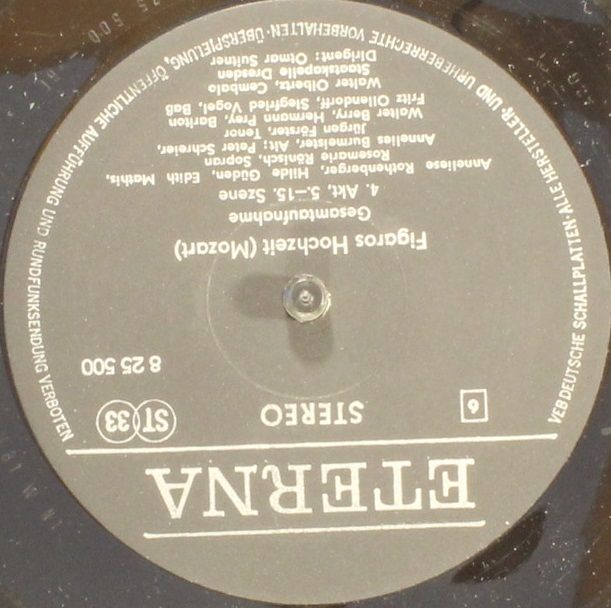 ETERNA
6
STEREO
ST 33
8 25 500
Figaros Hochzeit (Mozart)
Gesamtaufnahme
4. Akt, 5.—15. Szene
Anneliese Rothenberger, Hilde Güden, Edith Mathis,
Rosemarie Rönisch, Sopran
Annelies Burmeister, Alt; Peter Schreier,
Jürgen Förster, Tenor
Walter Berry, Hermann Prey, Bariton
Fritz Ollendorff, Siegfried Vogel, Baß
Walter Olbertz, Cembalo
Staatskapelle Dresden
Dirigent: Otmar Suitner
VEB DEUTSCHE SCHALLPLATTEN · ALLE HERSTELLER- UND URHEBERRECHTE VORBEHALTEN · ÜBERSPIELUNG, ÖFFENTLICHE AUFFÜHRUNG UND RUNDFUNKSENDUNG VERBOTEN